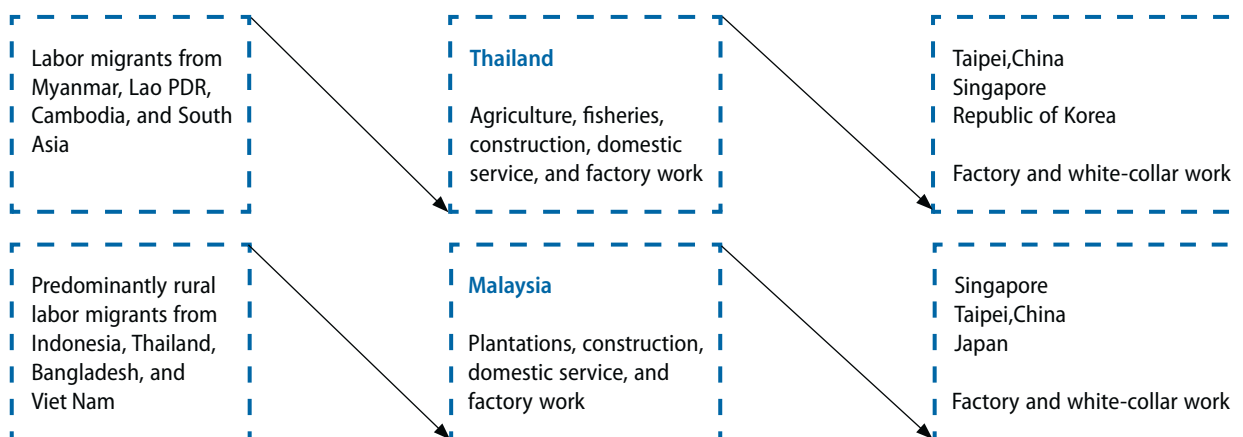 Labor migrants from
Myanmar, Lao PDR,
Cambodia, and South
Asia
Thailand
Agriculture, fisheries,
construction, domestic
service, and factory work
Taipei,China
Singapore
Republic of Korea
Factory and white-collar work
Predominantly rural
labor migrants from
Indonesia, Thailand,
Bangladesh, and
Viet Nam
Malaysia
Plantations, construction,
domestic service, and
factory work
Singapore
Taipei,China
Japan
Factory and white-collar work